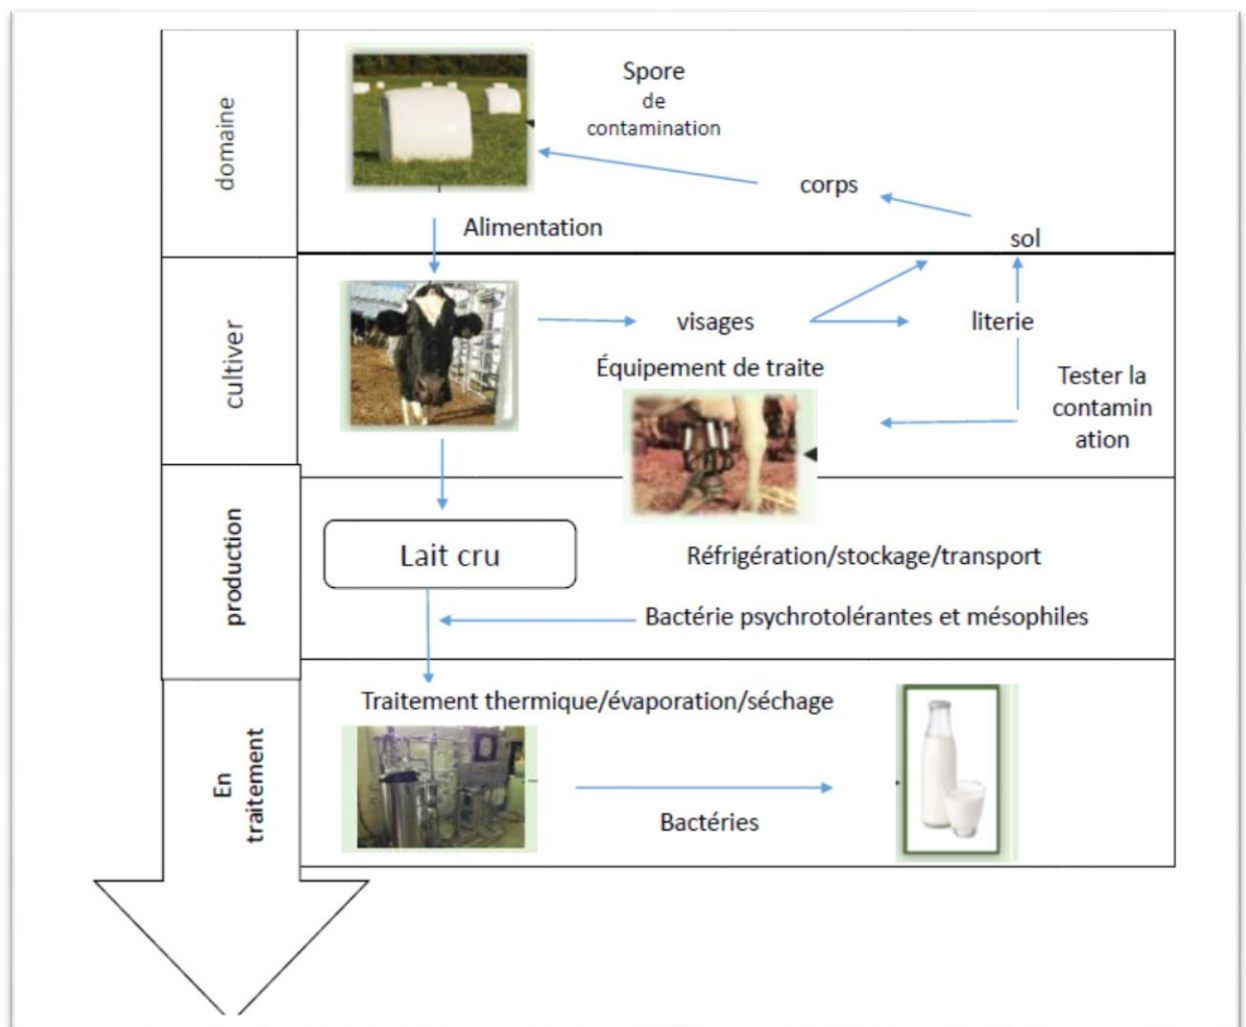 domaine
Spore
de
contamination
corps
Alimentation
sol
cultiver
visages
literie
Équipement de traite
Tester la
contamin
ation
production
Lait cru
Réfrigération/stockage/transport
Bactérie psychrotolérantes et mésophiles
En
traitement
Traitement thermique/évaporation/séchage
Bactéries